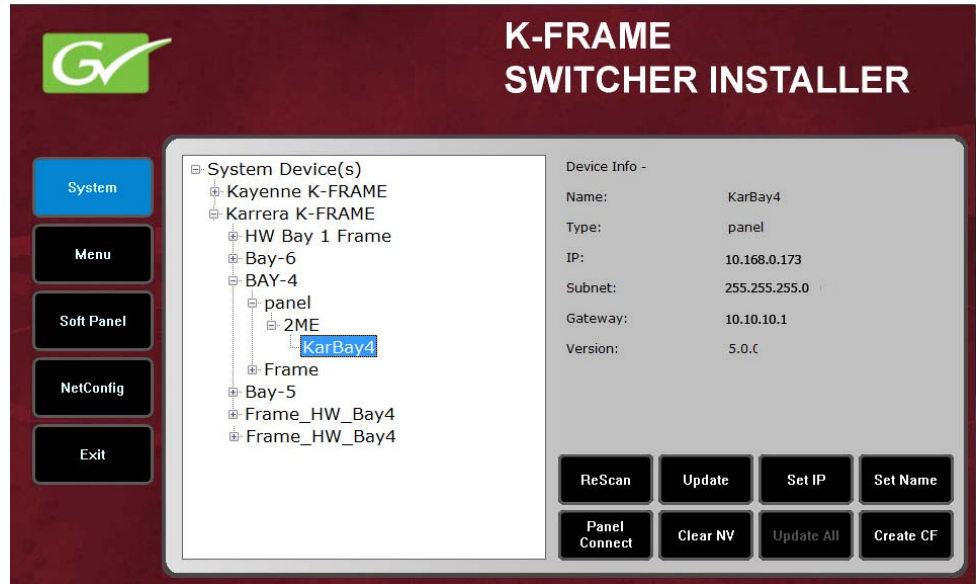 GV
K-FRAME
SWITCHER INSTALLER
System
Menu
Soft Panel
NetConfig
Exit
System Device(s)
Kayenne K-FRAME
Karrera K-FRAME
HW Bay 1 Frame
Bay-6
BAY-4
panel
2ME
KarBay4
Frame
Bay-5
Frame_HW_Bay4
Frame_HW_Bay4
Device Info -
Name: KarBay4
Type: panel
IP: 10.168.0.173
Subnet: 255.255.255.0
Gateway: 10.10.10.1
Version:
ReScan Update Set IP Set Name
Panel Connect Clear NV Update All Create CF